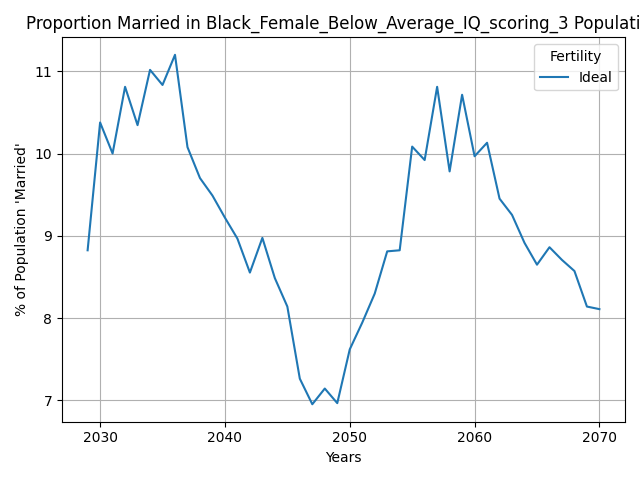 Proportion Married in Black_Female_Below_Average_IQ_scoring_3 Populati
Fertility
Ideal
% of Population 'Married'
11
10
9
8
7
2030 2040 2050 2060 2070
Years